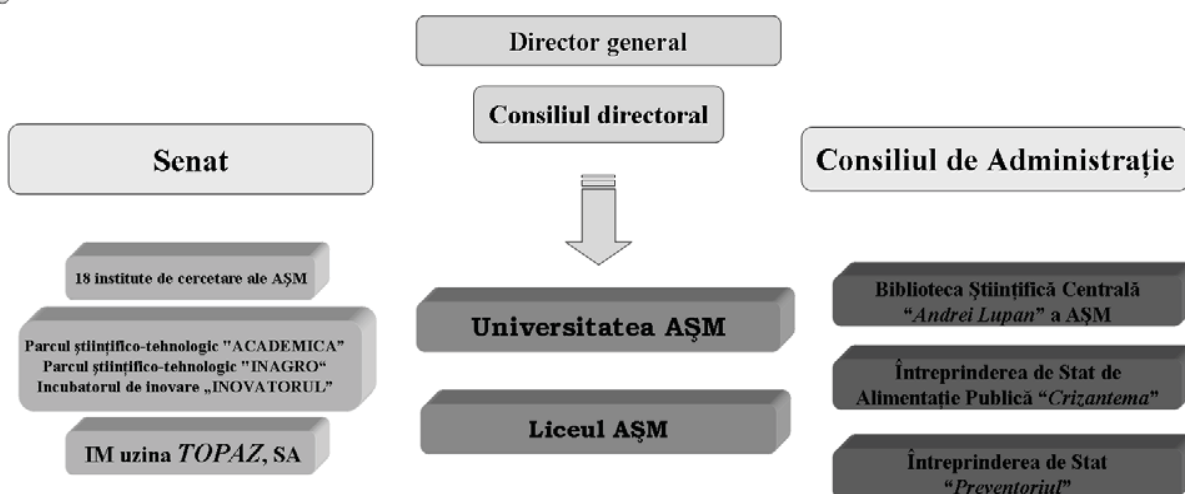 Director general
Consiliul directoral
Senat
Consiliul de Administrație
18 institute de cercetare ale AȘM
Parcul științifico-tehnologic "ACADEMICA”
Parcul științifico-tehnologic "INAGRO“
Incubatorul de inovare „INOVATORUL”
IM uzina TOPAZ, SA
Universitatea AŞM
Liceul AŞM
Biblioteca Științifică Centrală
“Andrei Lupan” a AȘM
Întreprinderea de Stat de
Alimentație Publică “Crizantema”
Întreprinderea de Stat
“Preventoriul”